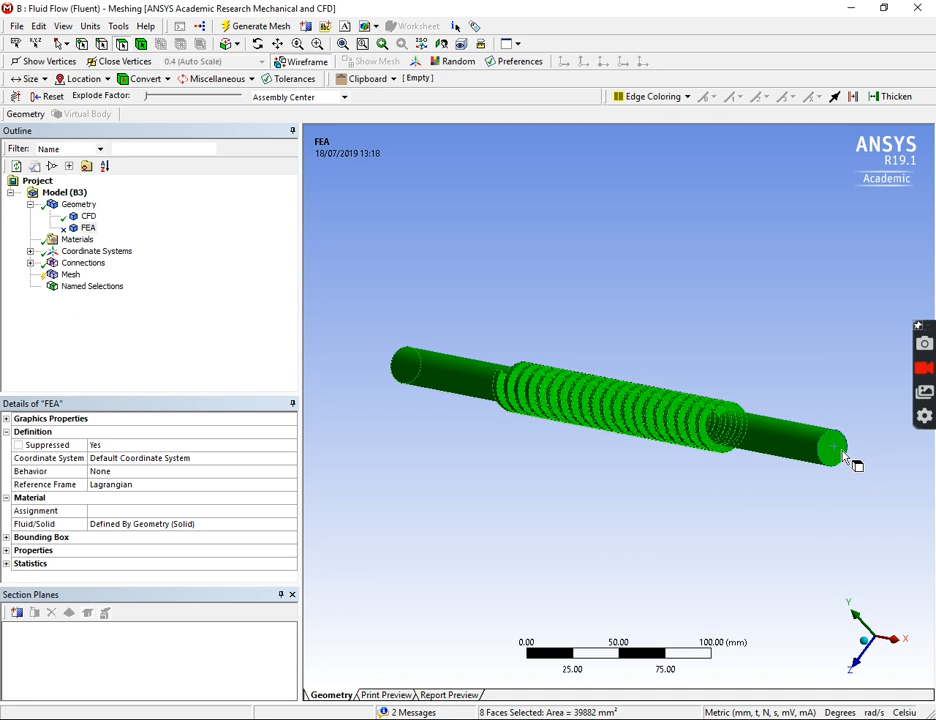 B : Fluid Flow (Fluent) - Meshing [ANSYS Academic Research Mechanical and CFD]
File Edit View Units Tools Help Generate Mesh Worksheet
Show Vertices Close Vertices 0.4 (Auto Scale) Wireframe Show Mesh Random Preferences
Size Location Convert Miscellaneous Tolerances Clipboard [ Empty ]
Reset Explode Factor: Assembly Center Edge Coloring Thicken
Geometry Virtual Body
Outline
Filter: Name
Project
Model (B3)
Geometry
CFD
FEA
Materials
Coordinate Systems
Connections
Mesh
Named Selections
Details of "FEA"
Graphics Properties
Definition
Suppressed Yes
Coordinate System Default Coordinate System
Behavior None
Reference Frame Lagrangian
Material
Assignment
Fluid/Solid Defined By Geometry (Solid)
Bounding Box
Properties
Statistics
Section Planes
FEA
18/07/2019 13:18
ANSYS
R19.1
Academic
Y
X
Z
0.00 50.00 100.00 (mm)
25.00 75.00
Geometry Print Preview Report Preview
2 Messages 8 Faces Selected: Area = 39882 mm² Metric (mm, t, N, s, mV, mA) Degrees rad/s Celsiu